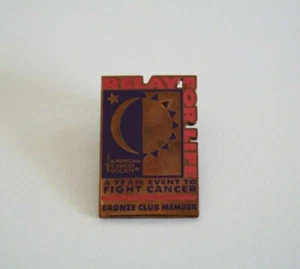 RELAY FOR LIFE
AMERICAN
CANCER
SOCIETY
A TEAM EVENT TO
FIGHT CANCER
BRONZE CLUB MEMBER